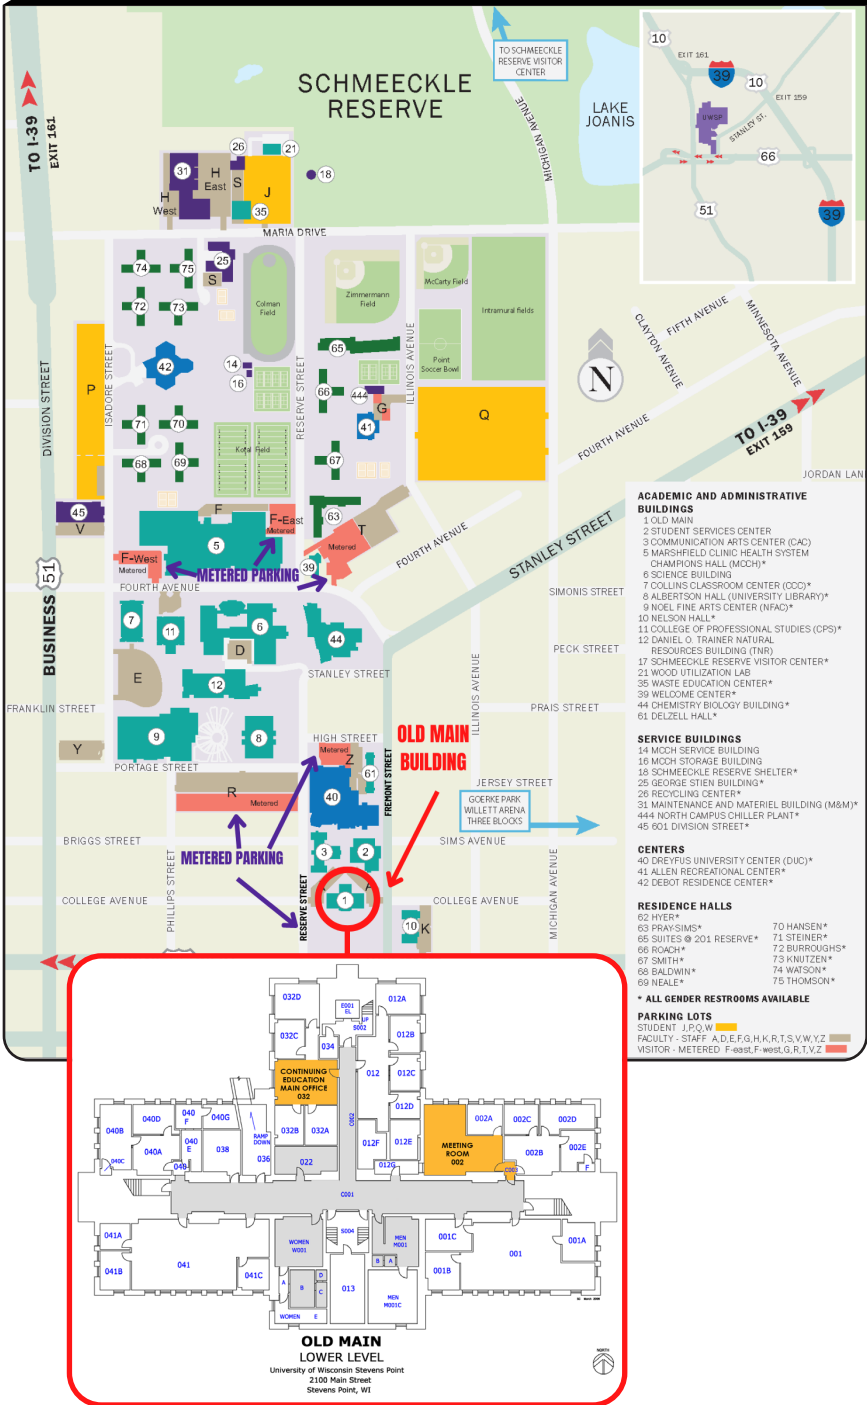 TO SCHMEECKLE
RESERVE VISITOR
CENTER
SCHMEECKLE
RESERVE
LAKE
JOANIS
MICHIGAN AVENUE
TO I-39
EXIT 161
10
EXIT 161
39
10
EXIT 159
UWSP
STANLEY ST.
66
51
39
26
21
31
H
East
S
J
18
H
West
35
MARIA DRIVE
74
75
25
S
72
73
Colman
Field
Zimmermann
Field
McCarty Field
Intramural fields
Point
Soccer Bowl
42
14
16
65
66
444
G
41
67
P
ISADORE STREET
DIVISION STREET
RESERVE STREET
ILLINOIS AVENUE
71
70
68
69
Kotal Field
Q
N
CLAYTON AVENUE
FIFTH AVENUE
MINNESOTA AVENUE
FOURTH AVENUE
TO I-39
EXIT 159
JORDAN LAN
45
V
F
F-East
Metered
5
63
T
Metered
F-West
Metered
METERED PARKING
39
FOURTH AVENUE
FOURTH AVENUE
STANLEY STREET
BUSINESS 51
SIMONIS STREET
7
11
6
D
44
E
12
STANLEY STREET
PECK STREET
ILLINOIS AVENUE
FRANKLIN STREET
PRAIS STREET
9
8
Y
HIGH STREET
PORTAGE STREET
Metered
Z
61
FREMONT STREET
OLD MAIN
BUILDING
R
Metered
40
JERSEY STREET
GOERKE PARK
WILLETT ARENA
THREE BLOCKS
BRIGGS STREET
SIMS AVENUE
METERED PARKING
3
2
PHILLIPS STREET
RESERVE STREET
MICHIGAN AVENUE
COLLEGE AVENUE
A
1
COLLEGE AVENUE
10
K
ACADEMIC AND ADMINISTRATIVE
BUILDINGS
1 OLD MAIN
2 STUDENT SERVICES CENTER
3 COMMUNICATION ARTS CENTER (CAC)
5 MARSHFIELD CLINIC HEALTH SYSTEM
CHAMPIONS HALL (MCCH)*
6 SCIENCE BUILDING
7 COLLINS CLASSROOM CENTER (CCC)*
8 ALBERTSON HALL (UNIVERSITY LIBRARY)*
9 NOEL FINE ARTS CENTER (NFAC)*
10 NELSON HALL*
11 COLLEGE OF PROFESSIONAL STUDIES (CPS)*
12 DANIEL O. TRAINER NATURAL
RESOURCES BUILDING (TNR)
17 SCHMEECKLE RESERVE VISITOR CENTER*
21 WOOD UTILIZATION LAB
35 WASTE EDUCATION CENTER*
39 WELCOME CENTER*
44 CHEMISTRY BIOLOGY BUILDING*
61 DELZELL HALL*
SERVICE BUILDINGS
14 MCCH SERVICE BUILDING
16 MCCH STORAGE BUILDING
18 SCHMEECKLE RESERVE SHELTER*
25 GEORGE STIEN BUILDING*
26 RECYCLING CENTER*
31 MAINTENANCE AND MATERIEL BUILDING (M&M)*
444 NORTH CAMPUS CHILLER PLANT*
45 601 DIVISION STREET*
CENTERS
40 DREYFUS UNIVERSITY CENTER (DUC)*
41 ALLEN RECREATIONAL CENTER*
42 DEBOT RESIDENCE CENTER*
RESIDENCE HALLS
62 HYER*
63 PRAY-SIMS*
65 SUITES @ 201 RESERVE*
66 ROACH*
67 SMITH*
68 BALDWIN*
69 NEALE*
70 HANSEN*
71 STEINER*
72 BURROUGHS*
73 KNUTZEN*
74 WATSON*
75 THOMSON*
* ALL GENDER RESTROOMS AVAILABLE
PARKING LOTS
STUDENT J,P,Q,W
FACULTY - STAFF A,D,E,F,G,H,K,R,T,S,V,W,Y,Z
VISITOR - METERED F-east,F-west,G,R,T,V,Z
032D
E001
EL
UP
S002
012A
032C
034
012B
012
CONTINUING
EDUCATION
MAIN OFFICE
032
012C
C002
012D
032B
032A
012F
012E
022
012G
040B
040D
040
F
040G
RAMP
DOWN
040A
040
E
038
036
040C
MEETING
ROOM
002
002A
002C
002D
002B
002E
F
C003
C001
041A
041
041B
041C
WOMEN
W001
S004
MEN
M001
B
A
001C
001
001A
001B
A
B
D
C
013
MEN
M001C
WOMEN
E
OLD MAIN
LOWER LEVEL
University of Wisconsin Stevens Point
2100 Main Street
Stevens Point, WI
NORTH